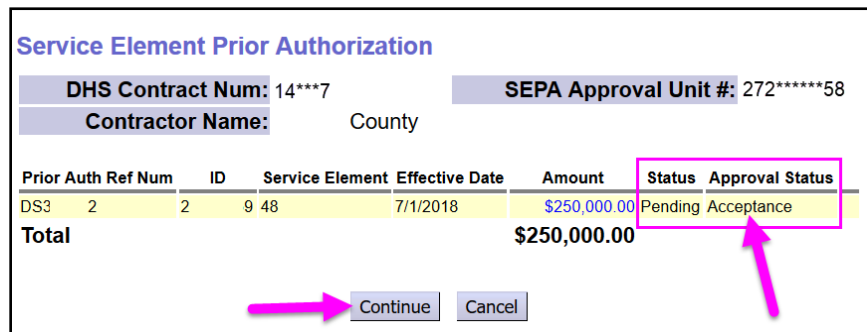 Service Element Prior Authorization
DHS Contract Num: 14***7 SEPA Approval Unit #: 272******58
Contractor Name: County
Prior Auth Ref Num ID Service Element Effective Date Amount Status Approval Status
DS3 2 2 9 48 7/1/2018 $250,000.00 Pending Acceptance
Total $250,000.00
Continue Cancel